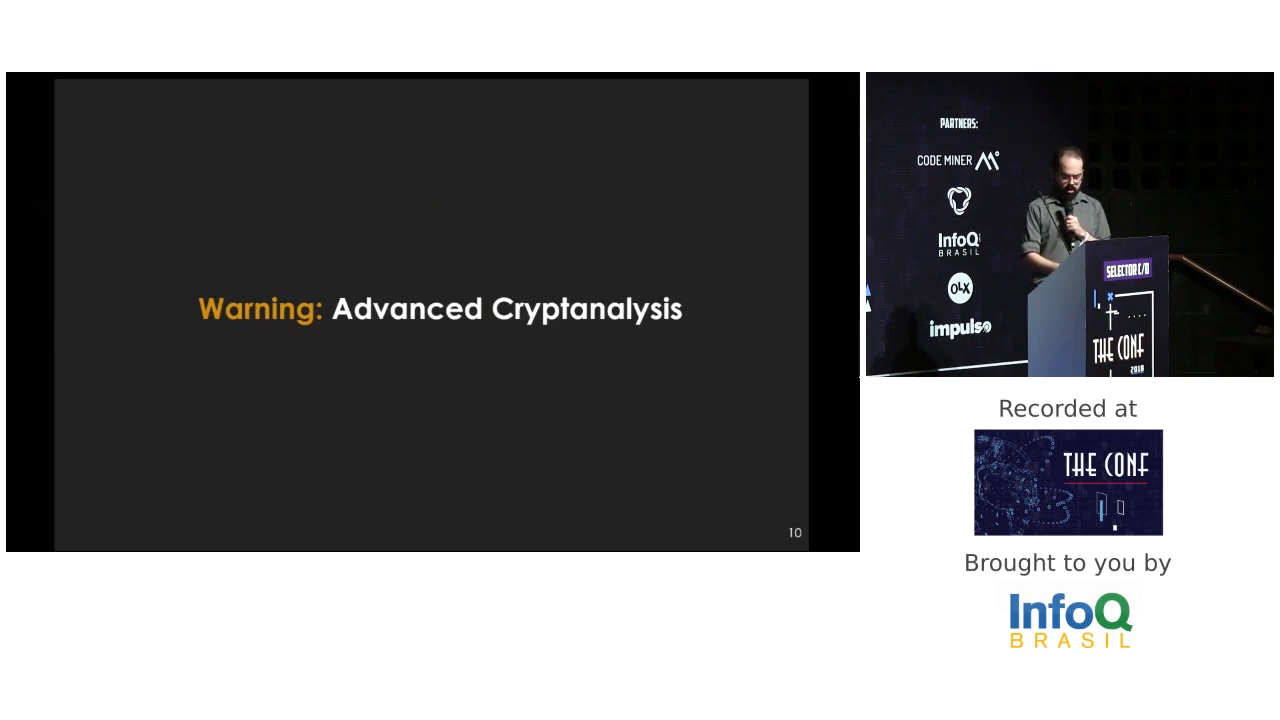 Warning: Advanced Cryptanalysis
10
PARTNERS:
CODE MINER
InfoQ
BRASIL
OLX
impulso
SELECTOR C/O
THE CONF
2018
Recorded at
THE CONF
Brought to you by
InfoQ
BRASIL